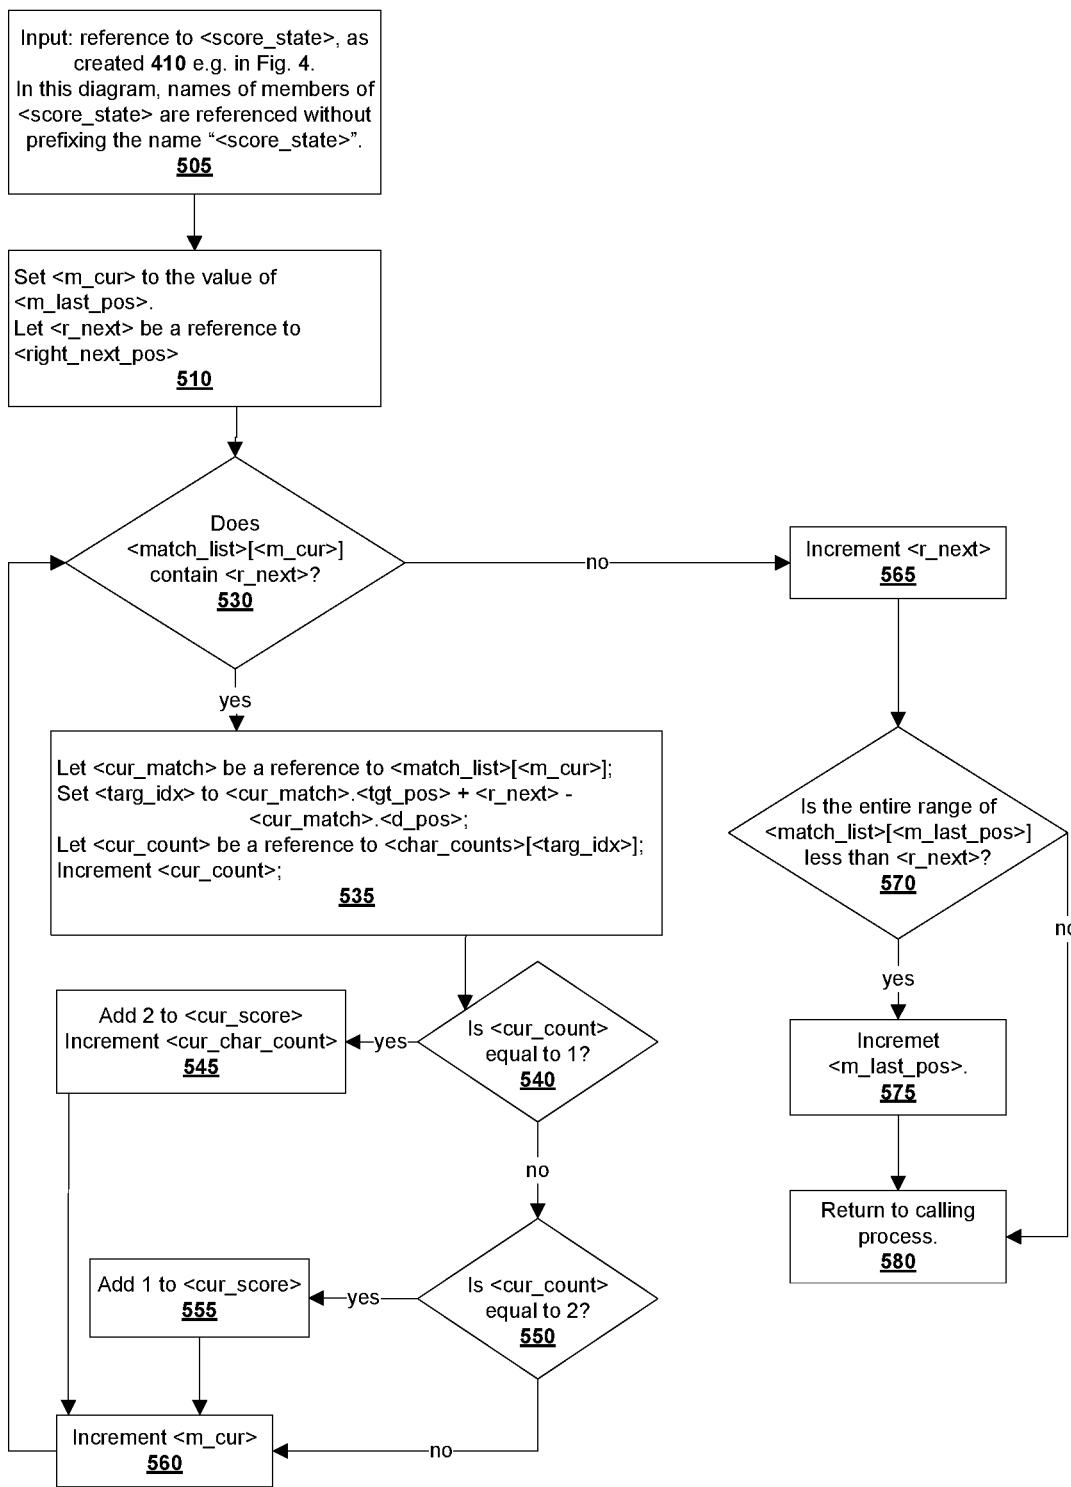 Input: reference to <score_state>, as
created 410 e.g. in Fig. 4.
In this diagram, names of members of
<score_state> are referenced without
prefixing the name “<score_state>”.
505
Set <m_cur> to the value of
<m_last_pos>.
Let <r_next> be a reference to
<right_next_pos>
510
Does
<match_list>[<m_cur>]
contain <r_next>?
530
no
Increment <r_next>
565
yes
Let <cur_match> be a reference to <match_list>[<m_cur>];
Set <targ_idx> to <cur_match>.<tgt_pos> + <r_next> -
<cur_match>.<d_pos>;
Let <cur_count> be a reference to <char_counts>[<targ_idx>];
Increment <cur_count>;
535
Is the entire range of
<match_list>[<m_last_pos>]
less than <r_next>?
570
no
yes
Add 2 to <cur_score>
Increment <cur_char_count>
545
yes
Is <cur_count>
equal to 1?
540
Incremet
<m_last_pos>.
575
no
Return to calling
process.
580
Add 1 to <cur_score>
555
yes
Is <cur_count>
equal to 2?
550
Increment <m_cur>
560
no